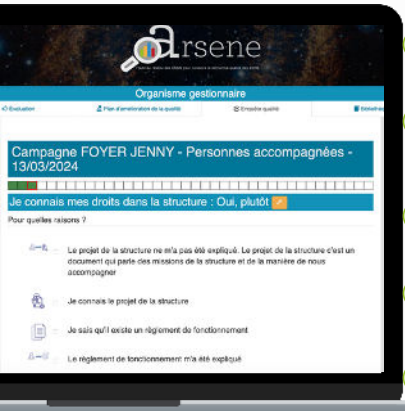 arsene
Organisme gestionnaire
Evaluation
Plan d'amélioration de la qualité
Enquête qualité
Campagne FOYER JENNY - Personnes accompagnées -
13/03/2024
Je connais mes droits dans la structure : Oui, plutôt
Pour quelles raisons ?
Le projet de la structure ne m'a pas été expliqué. Le projet de la structure c'est un
document qui parle des missions de la structure et de la manière de nous
accompagner
Je connais le projet de la structure
Je sais qu'il existe un règlement de fonctionnement
Le règlement de fonctionnement m'a été expliqué